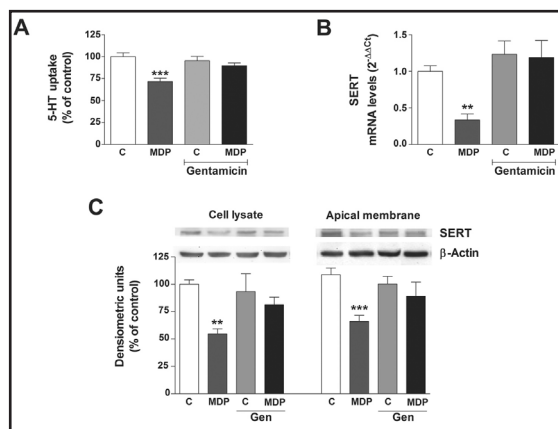 A
5-HT uptake
(% of control)
125
100
75
50
25
0
***
C MDP C MDP
Gentamicin
B
SERT
mRNA levels (2-ΔΔCt)
1.5
1.0
0.5
0.0
**
C MDP C MDP
Gentamicin
C
Cell lysate Apical membrane
SERT
β-Actin
Densiometric units
(% of control)
125
100
75
50
25
0
** ***
C MDP C MDP C MDP C MDP
Gen Gen